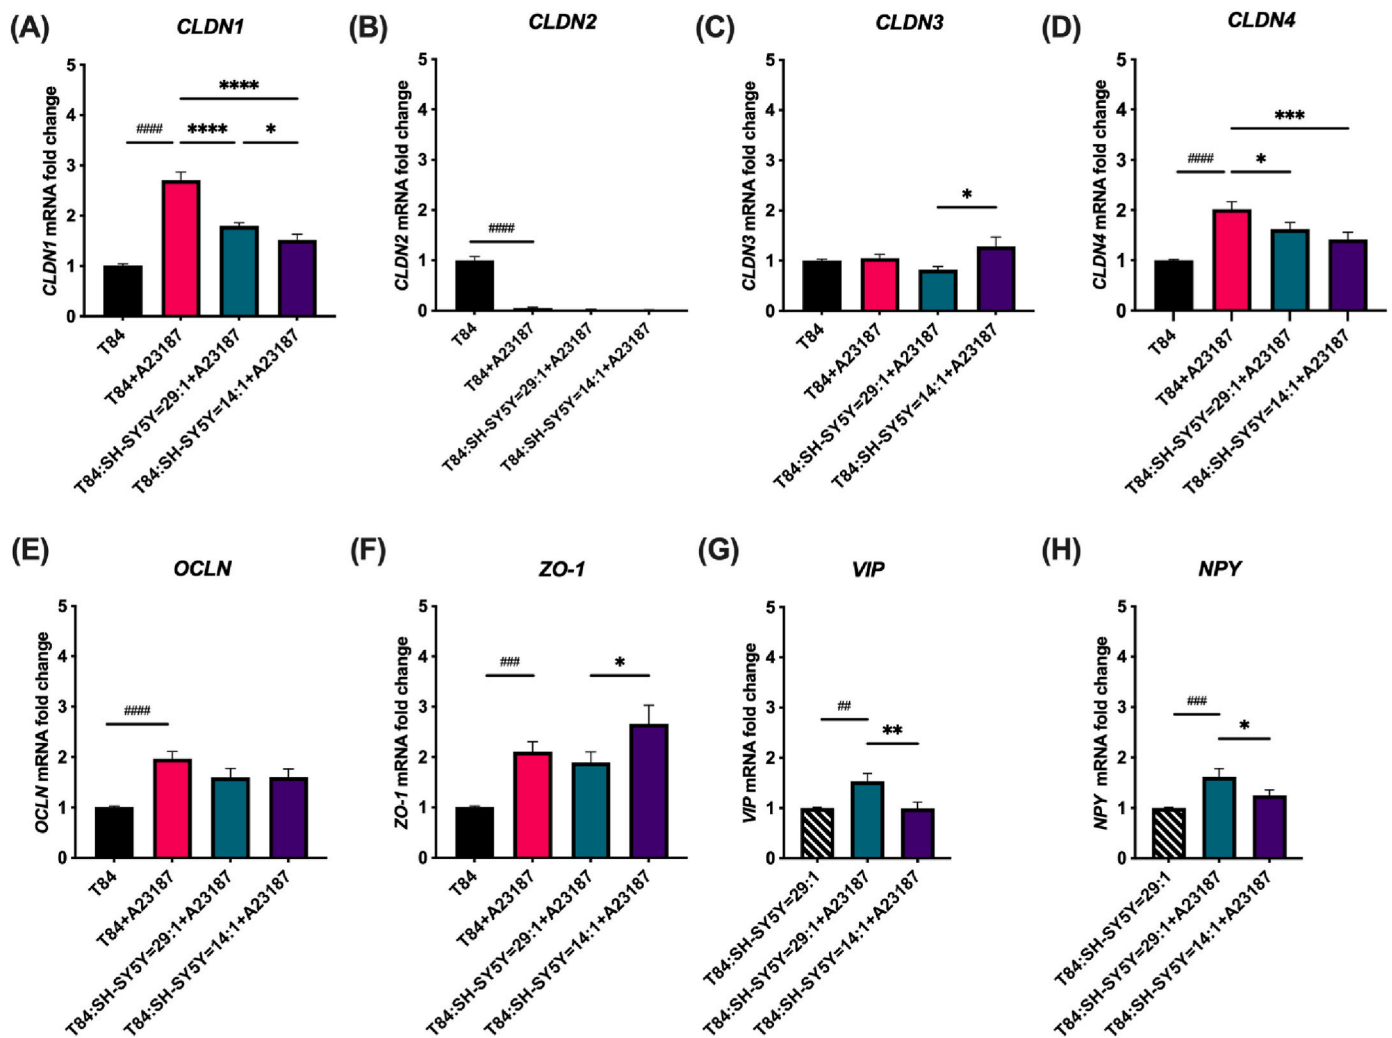 (A)
CLDN1
CLDN1 mRNA fold change
5
4
3
2
1
0
####
****
****
*
T84
T84+A23187
T84:SH-SY5Y=29:1+A23187
T84:SH-SY5Y=14:1+A23187
(B)
CLDN2
CLDN2 mRNA fold change
5
4
3
2
1
0
####
T84
T84+A23187
T84:SH-SY5Y=29:1+A23187
T84:SH-SY5Y=14:1+A23187
(C)
CLDN3
CLDN3 mRNA fold change
5
4
3
2
1
0
*
T84
T84+A23187
T84:SH-SY5Y=29:1+A23187
T84:SH-SY5Y=14:1+A23187
(D)
CLDN4
CLDN4 mRNA fold change
5
4
3
2
1
0
***
####
*
T84
T84+A23187
T84:SH-SY5Y=29:1+A23187
T84:SH-SY5Y=14:1+A23187
(E)
OCLN
OCLN mRNA fold change
5
4
3
2
1
0
####
T84
T84+A23187
T84:SH-SY5Y=29:1+A23187
T84:SH-SY5Y=14:1+A23187
(F)
ZO-1
ZO-1 mRNA fold change
5
4
3
2
1
0
###
*
T84
T84+A23187
T84:SH-SY5Y=29:1+A23187
T84:SH-SY5Y=14:1+A23187
(G)
VIP
VIP mRNA fold change
5
4
3
2
1
0
##
**
T84:SH-SY5Y=29:1
T84:SH-SY5Y=29:1+A23187
T84:SH-SY5Y=14:1+A23187
(H)
NPY
NPY mRNA fold change
5
4
3
2
1
0
###
*
T84:SH-SY5Y=29:1
T84:SH-SY5Y=29:1+A23187
T84:SH-SY5Y=14:1+A23187